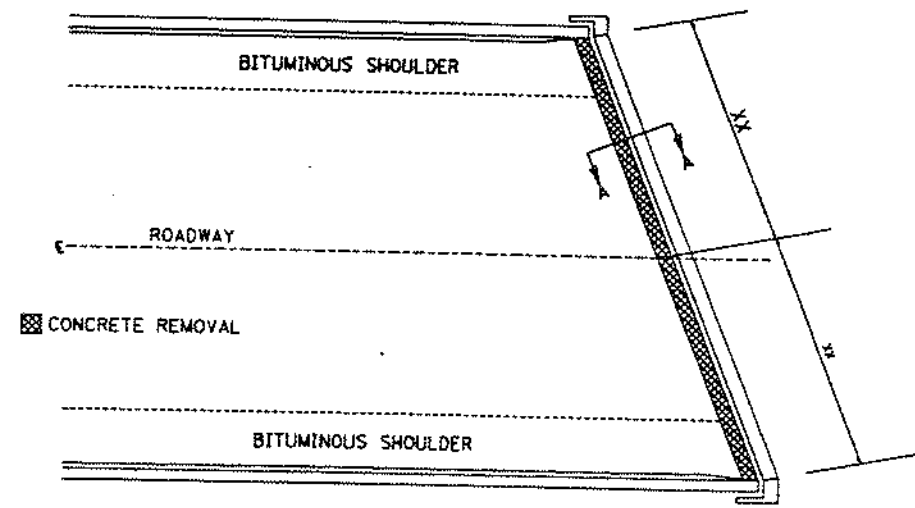 BITUMINOUS SHOULDER
XX
A A
ROADWAY
CONCRETE REMOVAL
XX
BITUMINOUS SHOULDER